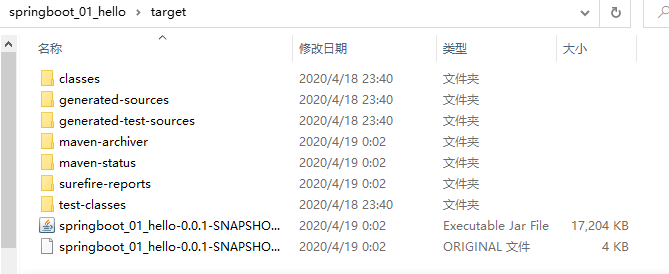 springboot_01_hello › target
名称 修改日期 类型 大小
classes 2020/4/18 23:40 文件夹
generated-sources 2020/4/18 23:40 文件夹
generated-test-sources 2020/4/18 23:40 文件夹
maven-archiver 2020/4/19 0:02 文件夹
maven-status 2020/4/19 0:02 文件夹
surefire-reports 2020/4/19 0:02 文件夹
test-classes 2020/4/18 23:40 文件夹
springboot_01_hello-0.0.1-SNAPSHO... 2020/4/19 0:02 Executable Jar File 17,204 KB
springboot_01_hello-0.0.1-SNAPSHO... 2020/4/19 0:02 ORIGINAL 文件 4 KB